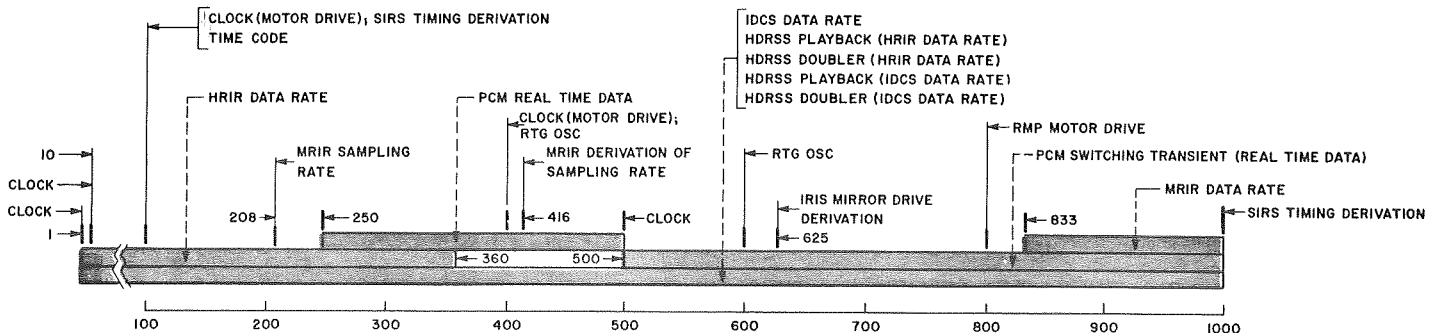 CLOCK (MOTOR DRIVE); SIRS TIMING DERIVATION
TIME CODE
IDCS DATA RATE
HDRSS PLAYBACK (HRIR DATA RATE)
HDRSS DOUBLER (HRIR DATA RATE)
HDRSS PLAYBACK (IDCS DATA RATE)
HDRSS DOUBLER (IDCS DATA RATE)
HRIR DATA RATE
PCM REAL TIME DATA
CLOCK (MOTOR DRIVE);
RTG OSC
RMP MOTOR DRIVE
10
MRIR SAMPLING
RATE
MRIR DERIVATION OF
SAMPLING RATE
RTG OSC
PCM SWITCHING TRANSIENT (REAL TIME DATA)
CLOCK
MRIR DATA RATE
CLOCK
208
250
416
CLOCK
IRIS MIRROR DRIVE
DERIVATION
833
SIRS TIMING DERIVATION
1
625
360
500
100
200
300
400
500
600
700
800
900
1000